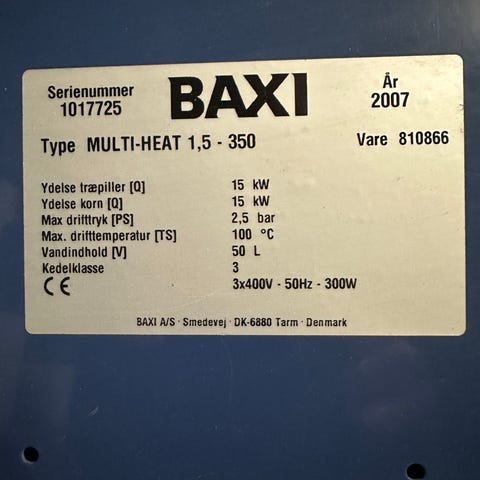 Serienummer
1017725
BAXI
År
2007
Type MULTI-HEAT 1,5 - 350
Vare 810866
Ydelse træpiller [Q] 15 kW
Ydelse korn [Q] 15 kW
Max drifttryk [PS] 2,5 bar
Max. drifttemperatur [TS] 100 °C
Vandindhold [V] 50 L
Kedelklasse 3
CE 3x400V - 50Hz - 300W
BAXI A/S · Smedevej · DK-6880 Tarm · Denmark